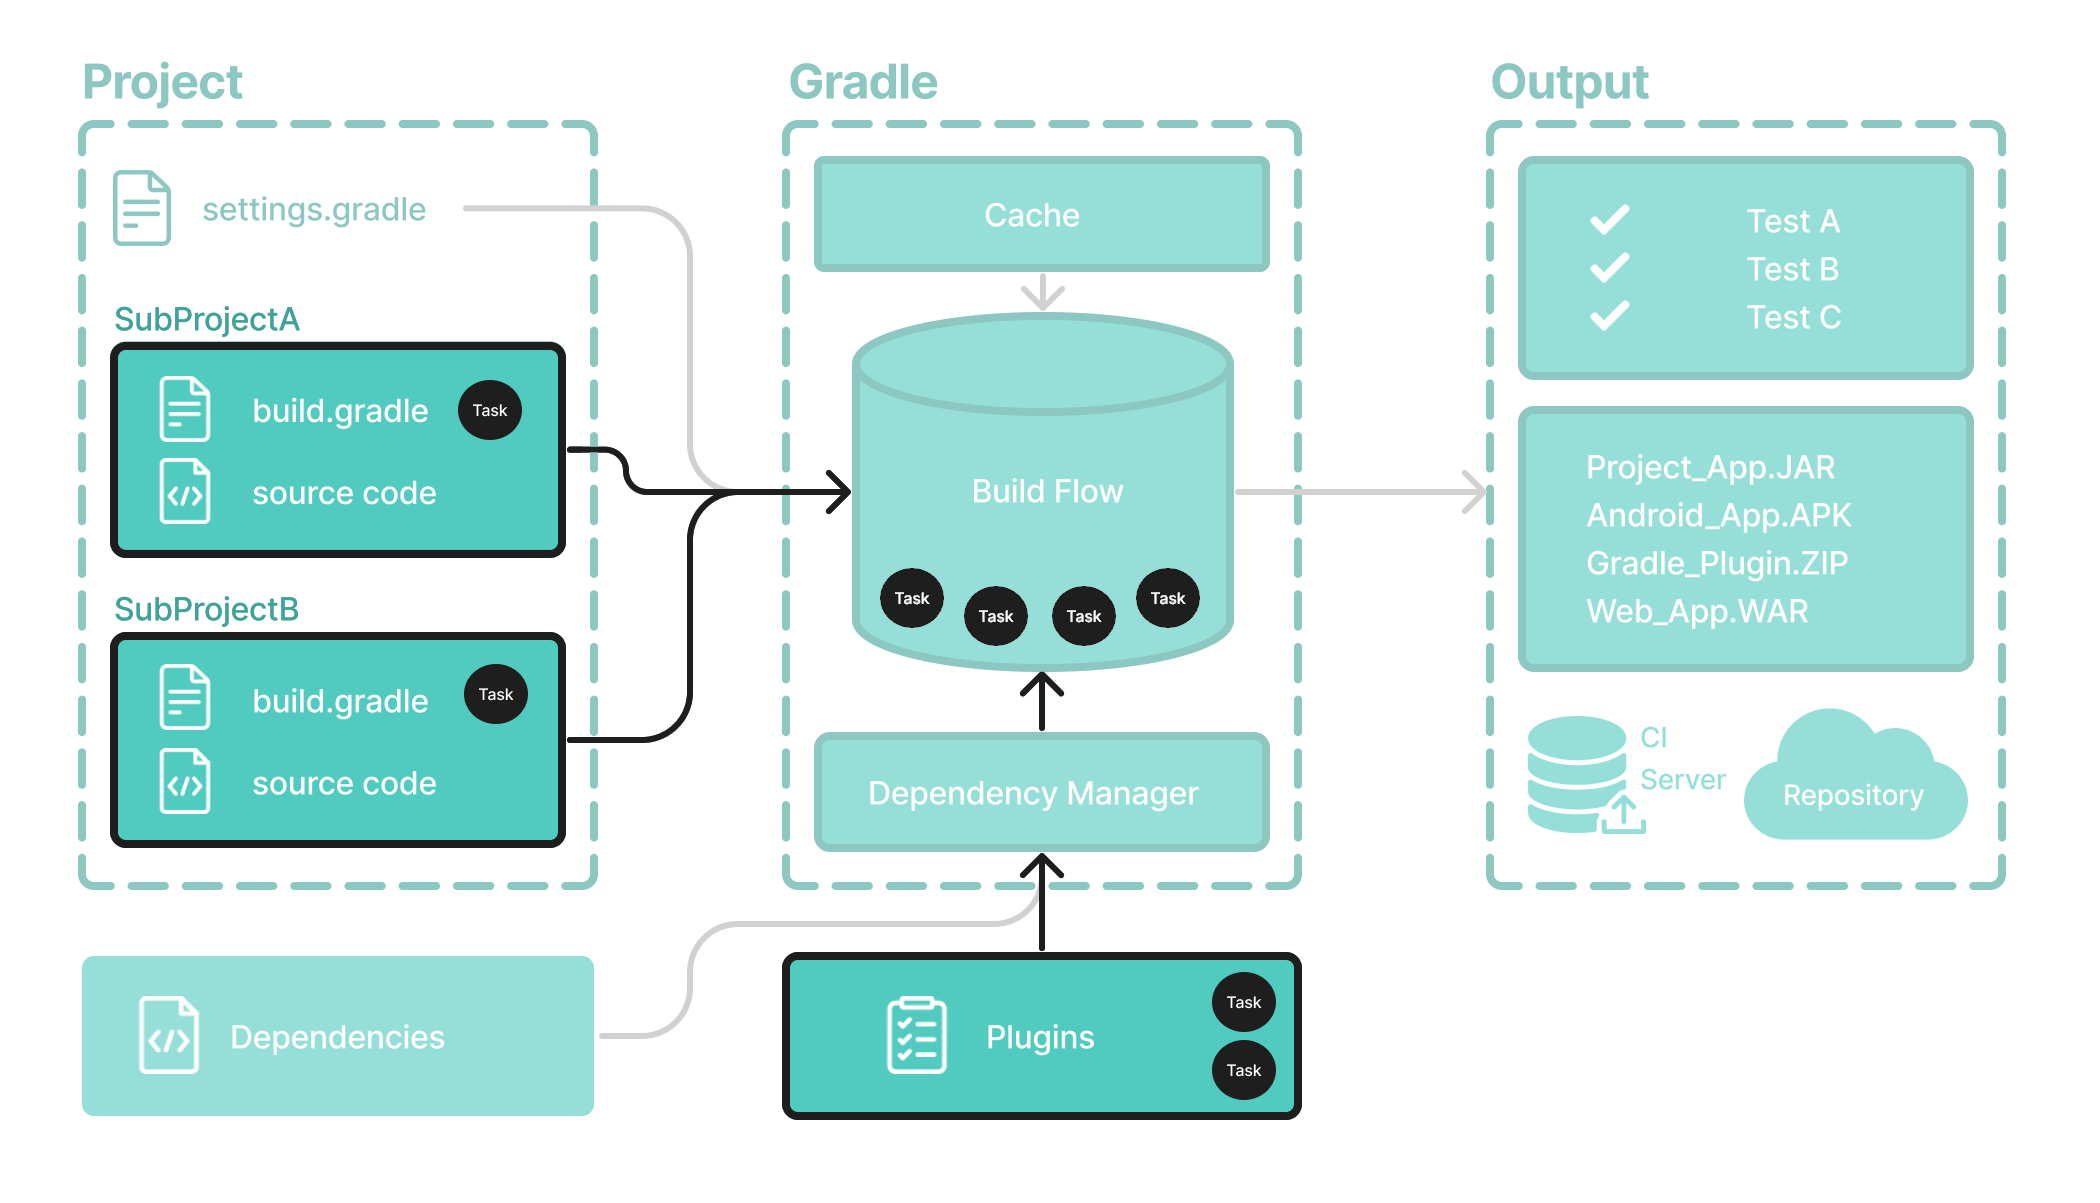 Project
settings.gradle
SubProjectA
build.gradle
Task
source code
SubProjectB
build.gradle
Task
source code
Dependencies
Gradle
Cache
Build Flow
Task
Task
Task
Task
Dependency Manager
Plugins
Task
Task
Output
Test A
Test B
Test C
Project_App.JAR
Android_App.APK
Gradle_Plugin.ZIP
Web_App.WAR
CI
Server
Repository